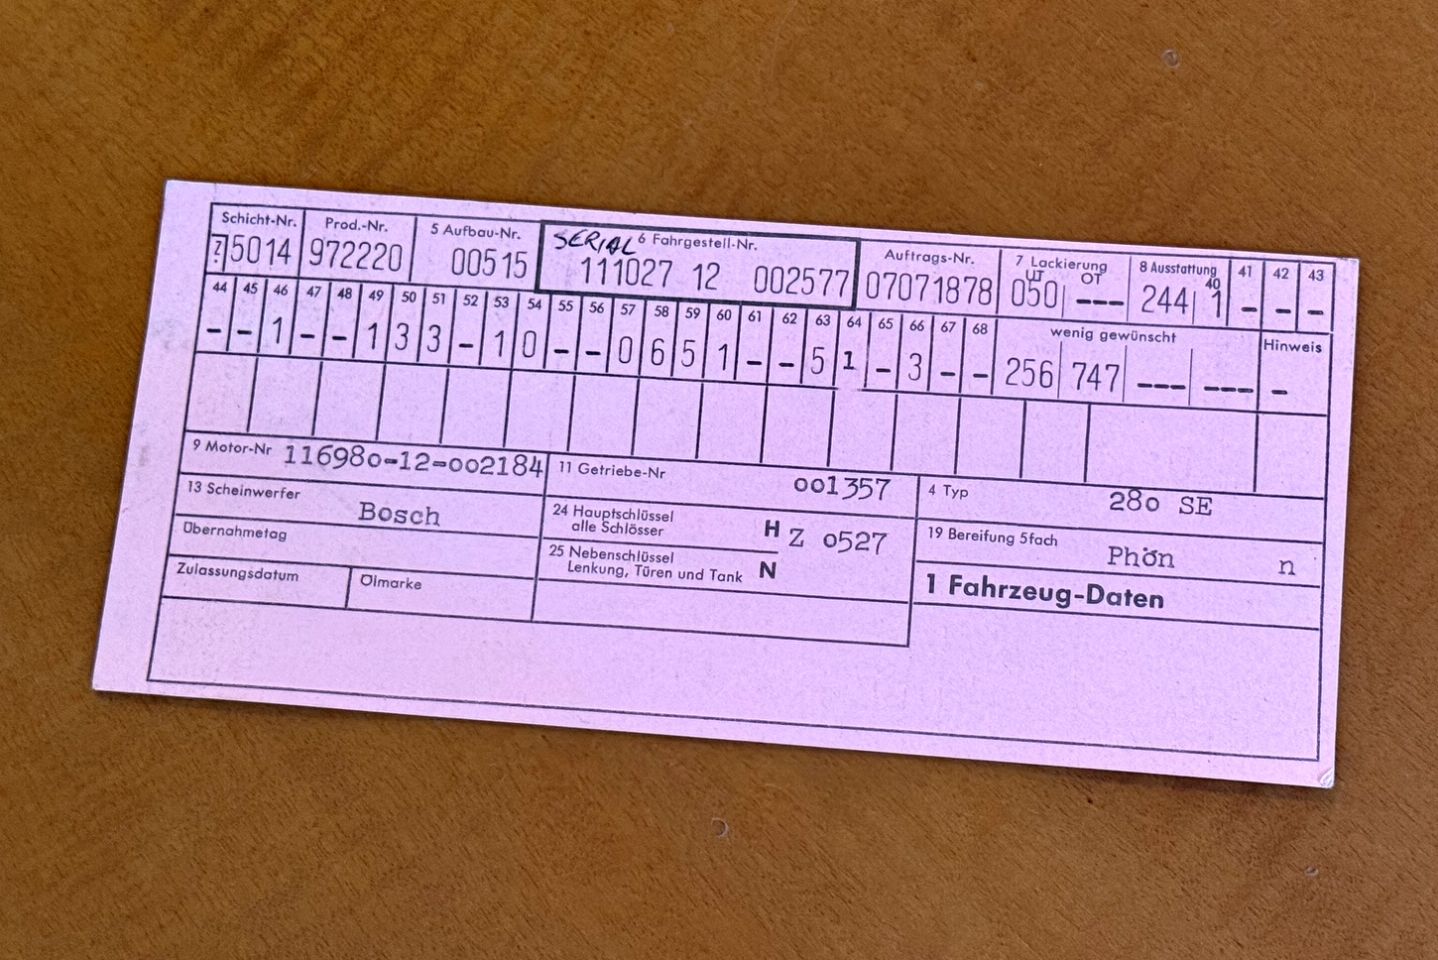 Schicht-Nr. Prod.-Nr. 5 Aufbau-Nr. SERIAL 6 Fahrgestell-Nr. Auftrags-Nr. 7 Lackierung UT OT 8 Ausstattung 40 41 42 43
Z 5014 972220 00515 111027 12 002577 07071878 050 --- 244 1 - - -
44 45 46 47 48 49 50 51 52 53 54 55 56 57 58 59 60 61 62 63 64 65 66 67 68 wenig gewünscht Hinweis
- - 1 - - 1 3 3 - 1 0 - - 0 6 5 1 - - 5 1 - 3 - - 256 747 --- --- -
9 Motor-Nr 116980-12-002184 11 Getriebe-Nr 001357 4 Typ 280 SE
13 Scheinwerfer Bosch 24 Hauptschlüssel
alle Schlösser H Z 0527 19 Bereifung 5fach Phön n
Übernahmetag 25 Nebenschlüssel
Lenkung, Türen und Tank N 1 Fahrzeug-Daten
Zulassungsdatum Ölmarke